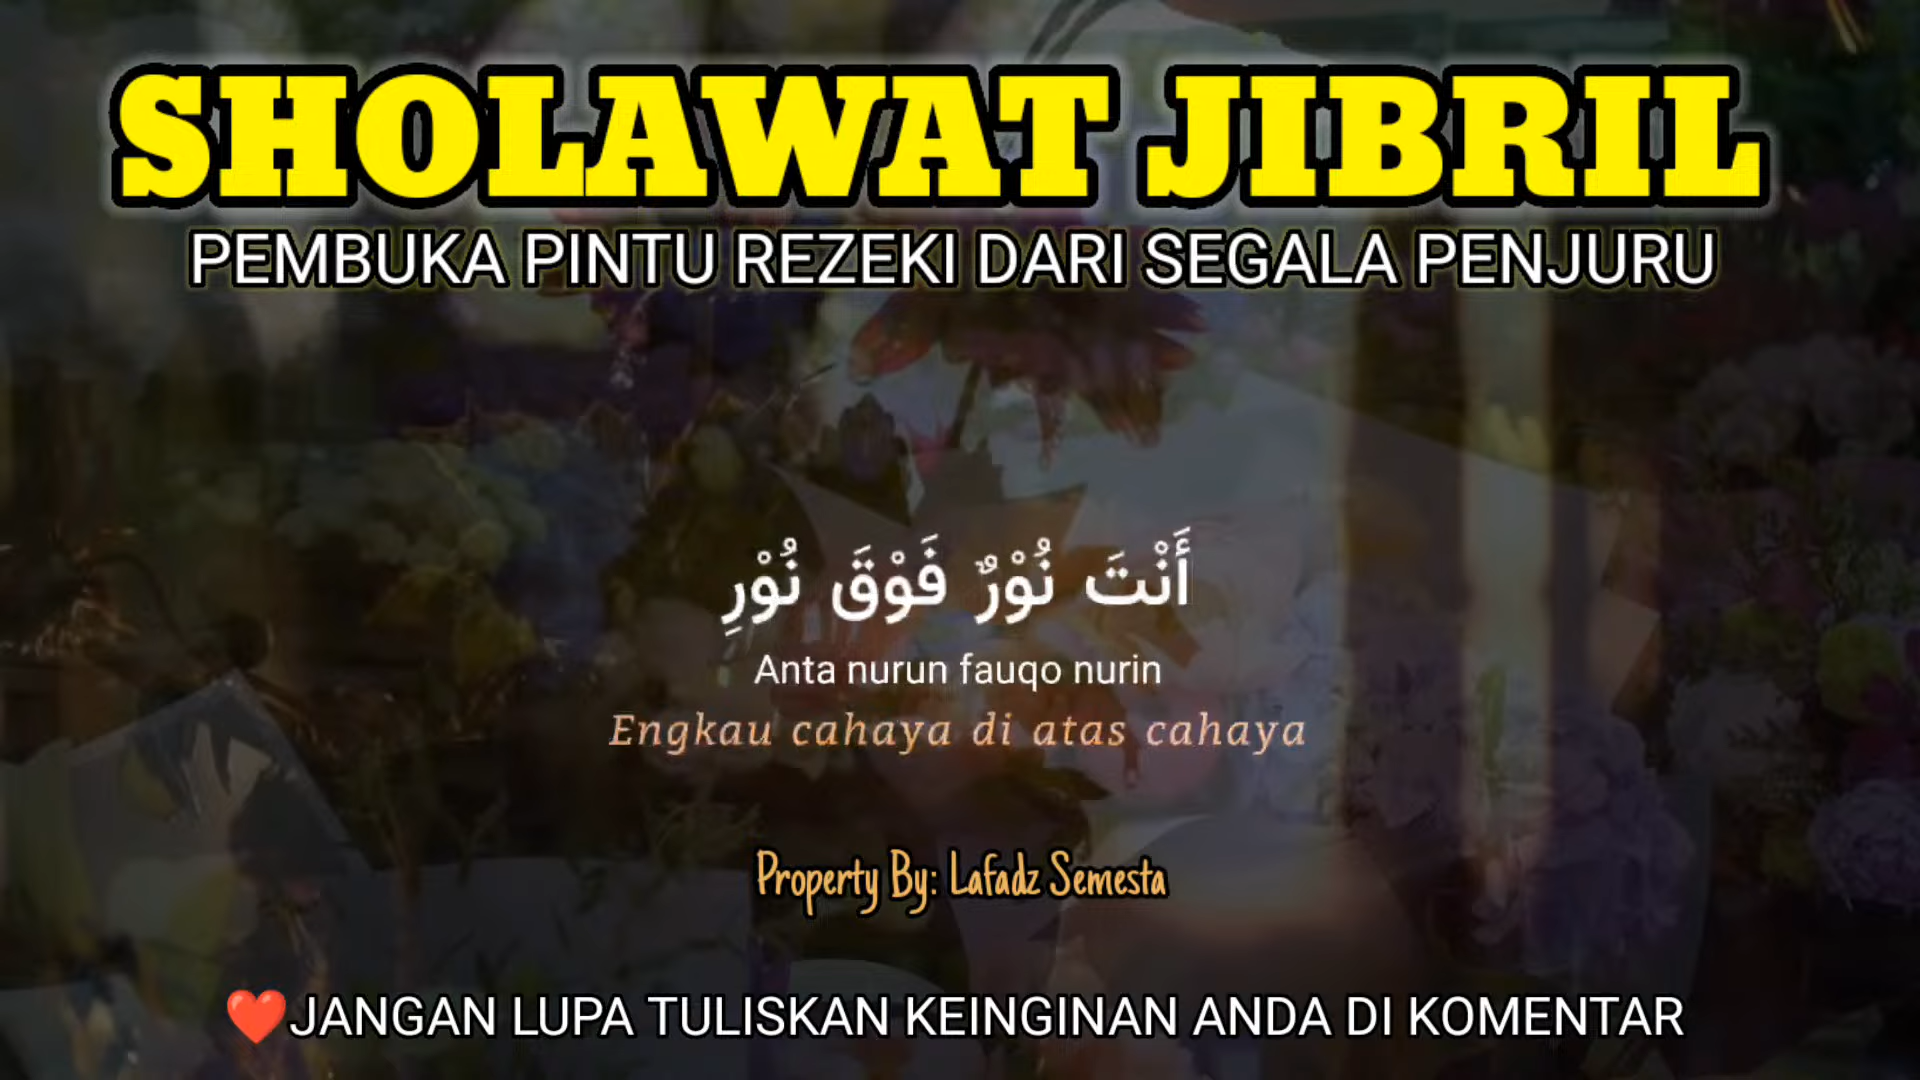 SHOLAWAT JIBRIL
PEMBUKA PINTU REZEKI DARI SEGALA PENJURU
أَنْتَ نُوْرٌ فَوْقَ نُوْرِ
Anta nurun fauqo nurin
Engkau cahaya di atas cahaya
Property By: Lafadz Semesta
❤️JANGAN LUPA TULISKAN KEINGINAN ANDA DI KOMENTAR